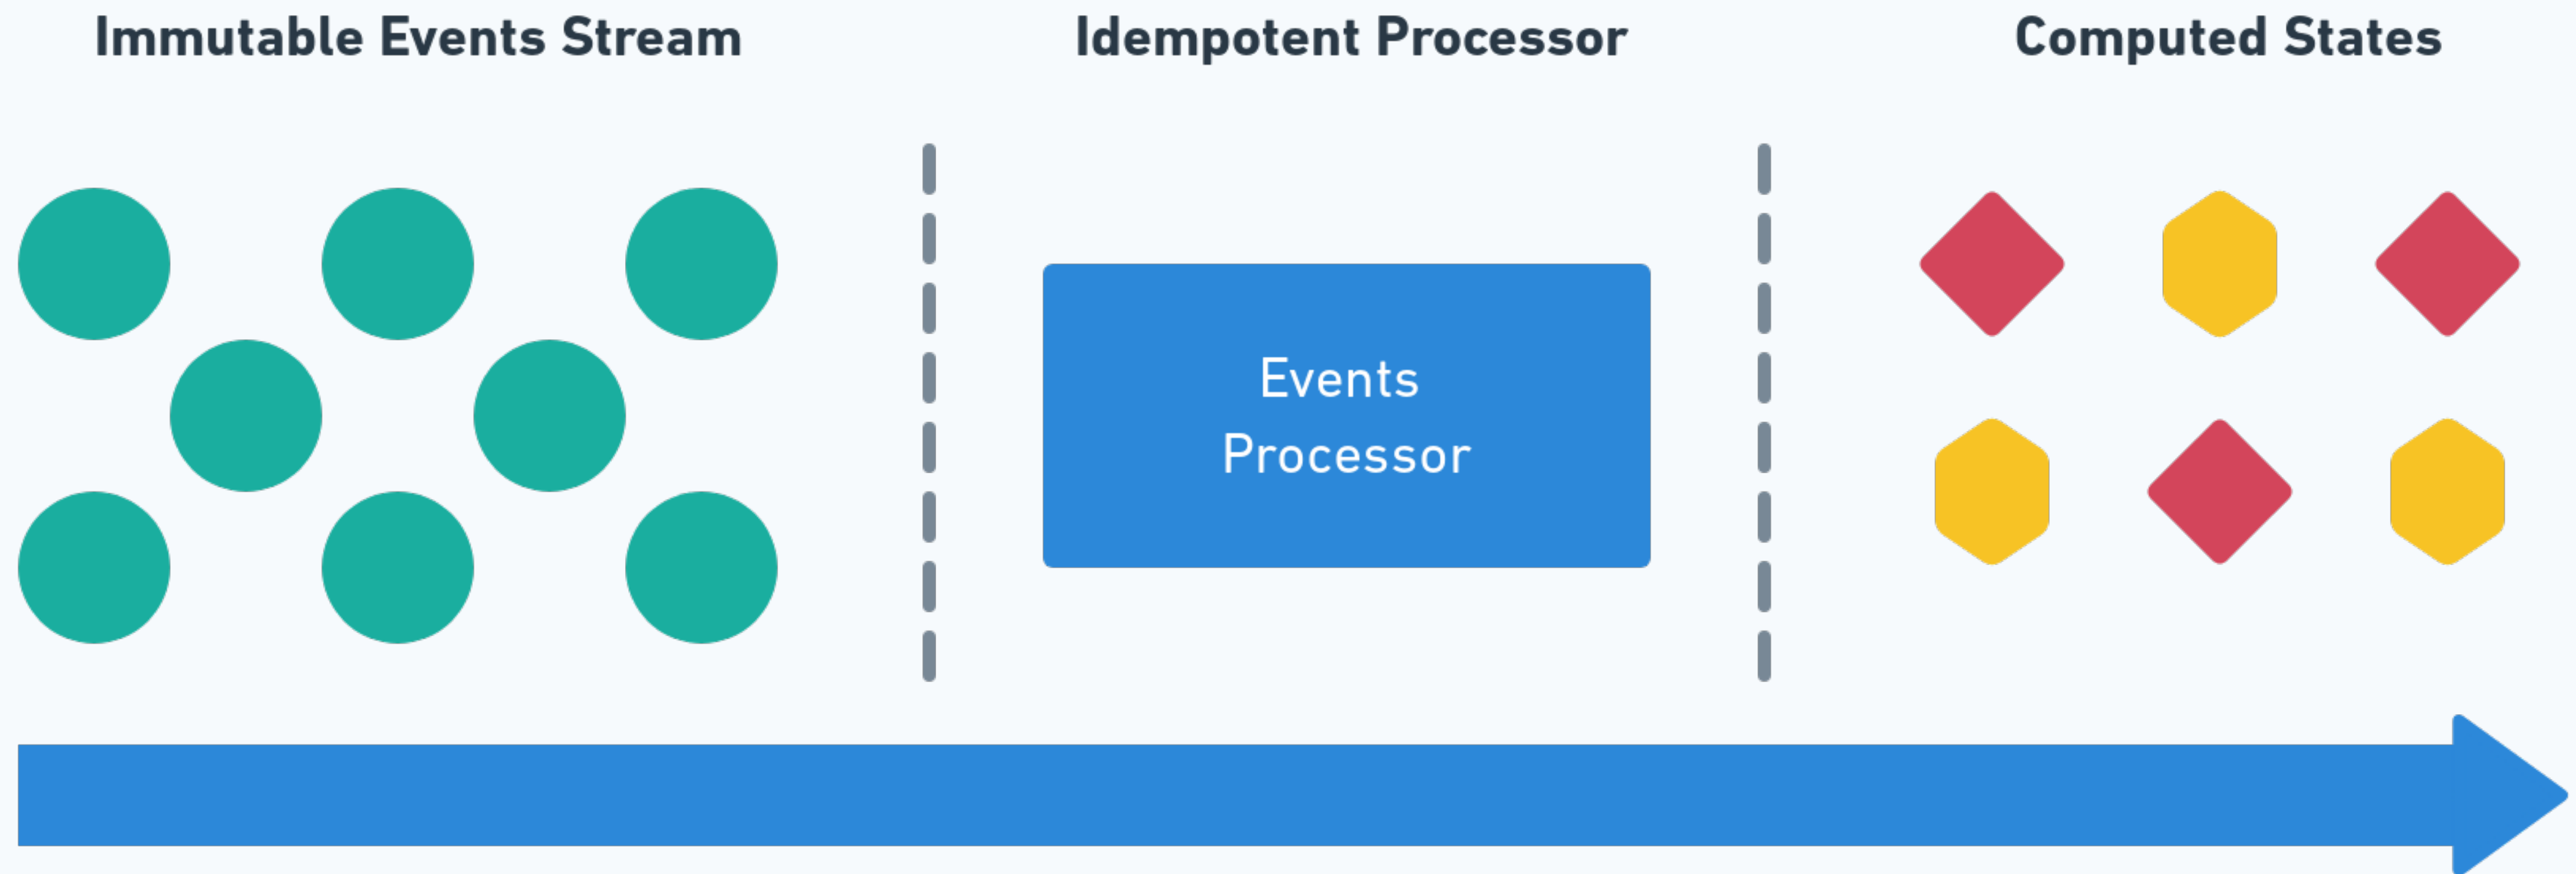 Immutable Events Stream
Idempotent Processor
Computed States
Events
Processor